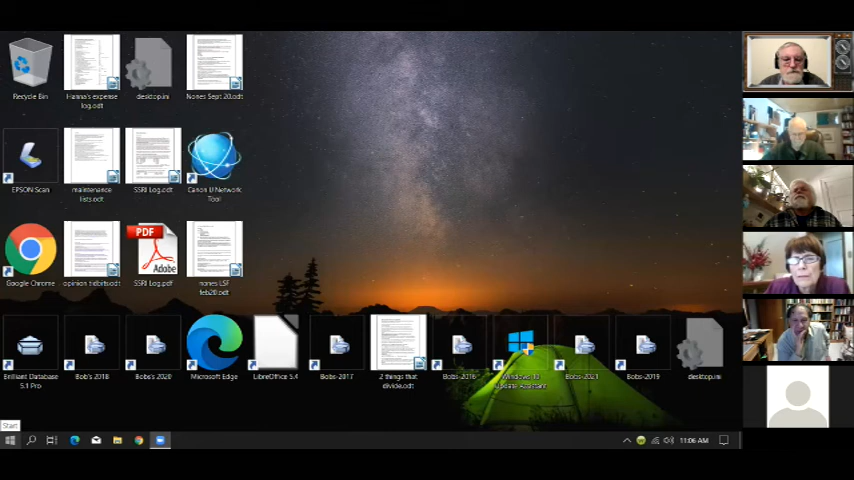 Recycle Bin
Hanna's expense
log.odt
desktop.ini
Nones Sept 20.odt
EPSON Scan
maintenance
lists.odt
SSRI Log.odt
Canon IJ Network
Tool
PDF
Adobe
Google Chrome
opinion tidbits.odt
SSRI Log.pdf
nones LSF
feb20.odt
Brilliant Database
5.1 Pro
Bob's 2018
Bob's 2020
Microsoft Edge
LibreOffice 5.4
Bobs-2017
2 things that
divide.odt
Bobs-2016
Windows 10
Update Assistant
Bobs-2021
Bobs-2019
desktop.ini
Start
11:06 AM